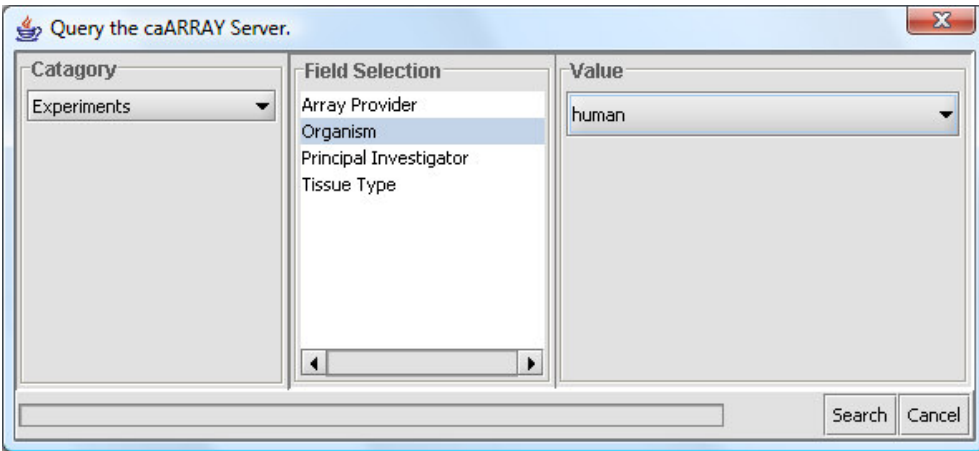 Query the caARRAY Server.
Catagory
Experiments
Field Selection
Array Provider
Organism
Principal Investigator
Tissue Type
Value
human
Search
Cancel